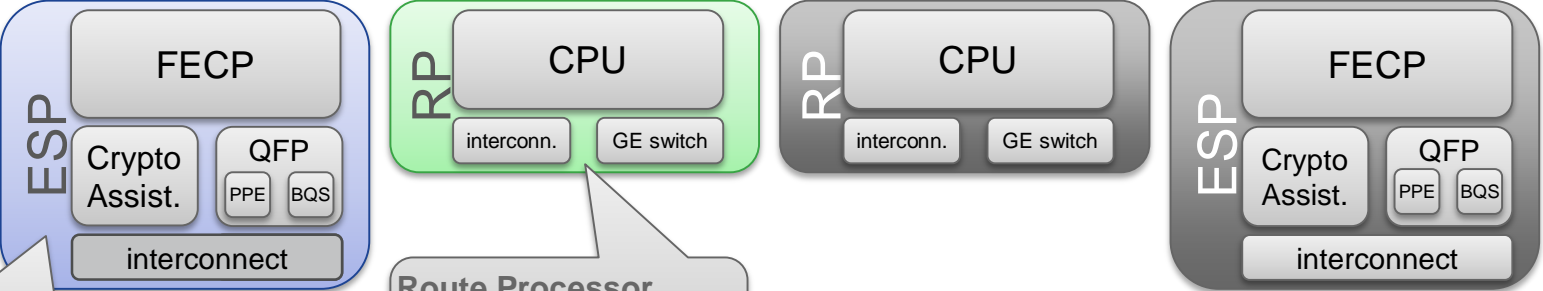 ESP
FECP
Crypto
Assist.
QFP
PPE
BQS
interconnect
RP
CPU
interconn.
GE switch
RP
CPU
interconn.
GE switch
ESP
FECP
Crypto
Assist.
QFP
PPE
BQS
interconnect
Route Processor